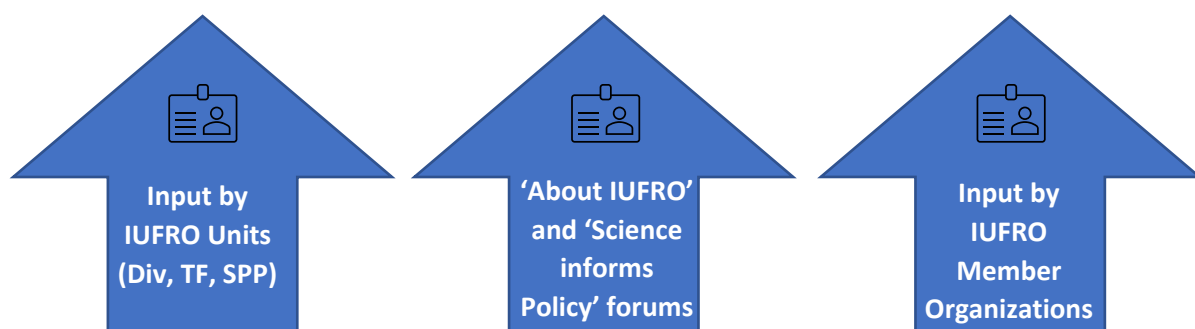 Input by
IUFRO Units
(Div, TF, SPP)
‘About IUFRO’
and ‘Science
informs
Policy’ forums
Input by
IUFRO
Member
Organizations